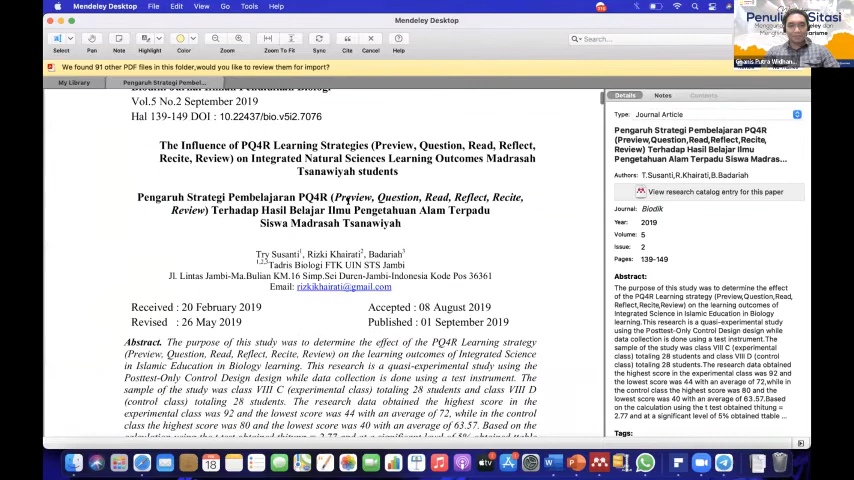 Mendeley Desktop File Edit View Go Tools Help
Penulisan Sitasi
Mendeley Desktop
Select Pan Note Highlight Color Zoom Zoom To Fit Sync Cite Cancel Help
Search...
Widhan
We found 91 other PDF files in this folder,would you like to review them for import?
My Library Pengaruh Strategi Pembel...
Vol.5 No.2 September 2019
Hal 139-149 DOI : 10.22437/bio.v5i2.7076
The Influence of PQ4R Learning Strategies (Preview, Question, Read, Reflect,
Recite, Review) on Integrated Natural Sciences Learning Outcomes Madrasah
Tsanawiyah students
Pengaruh Strategi Pembelajaran PQ4R (Preview, Question, Read, Reflect, Recite,
Review) Terhadap Hasil Belajar Ilmu Pengetahuan Alam Terpadu
Siswa Madrasah Tsanawiyah
Try Susanti1, Rizki Khairati2, Badariah3
1,2,3Tadris Biologi FTK UIN STS Jambi
Jl. Lintas Jambi-Ma.Bulian KM.16 Simp.Sei Duren-Jambi-Indonesia Kode Pos 36361
Email: rizkikhairati@gmail.com
Received : 20 February 2019 Accepted : 08 August 2019
Revised : 26 May 2019 Published : 01 September 2019
Abstract. The purpose of this study was to determine the effect of the PQ4R Learning strategy
(Preview, Question, Read, Reflect, Recite, Review) on the learning outcomes of Integrated Science
in Islamic Education in Biology learning. This research is a quasi-experimental study using the
Posttest-Only Control Design design while data collection is done using a test instrument. The
sample of the study was class VIII C (experimental class) totaling 28 students and class VIII D
(control class) totaling 28 students. The research data obtained the highest score in the
experimental class was 92 and the lowest score was 44 with an average of 72, while in the control
class the highest score was 80 and the lowest score was 40 with an average of 63.57. Based on the
Details Notes Contents
Type: Journal Article
Pengaruh Strategi Pembelajaran PQ4R
(Preview, Question, Read, Reflect,Recite,
Review) Terhadap Hasil Belajar Ilmu
Pengetahuan Alam Terpadu Siswa Madras...
Authors: T.Susanti,R.Khairati,B.Badariah
View research catalog entry for this paper
Journal: Biodik
Year: 2019
Volume: 5
Issue: 2
Pages: 139-149
Abstract:
The purpose of this study was to determine the effect
of the PQ4R Learning strategy (Preview,Question,Read,
Reflect,Recite,Review) on the learning outcomes of
Integrated Science in Islamic Education in Biology
learning.This research is a quasi-experimental study
using the Posttest-Only Control Design design while
data collection is done using a test instrument.The
sample of the study was class VIII C (experimental
class) totaling 28 students and class VIII D (control
class) totaling 28 students.The research data obtained
the highest score in the experimental class was 92 and
the lowest score was 44 with an average of 72,while in
the control class the highest score was 80 and the
lowest score was 40 with an average of 63.57.Based
on the calculation using the t test obtained thitung =
2.77 and at a significant level of 5% obtained ttable ...
Tags:
18